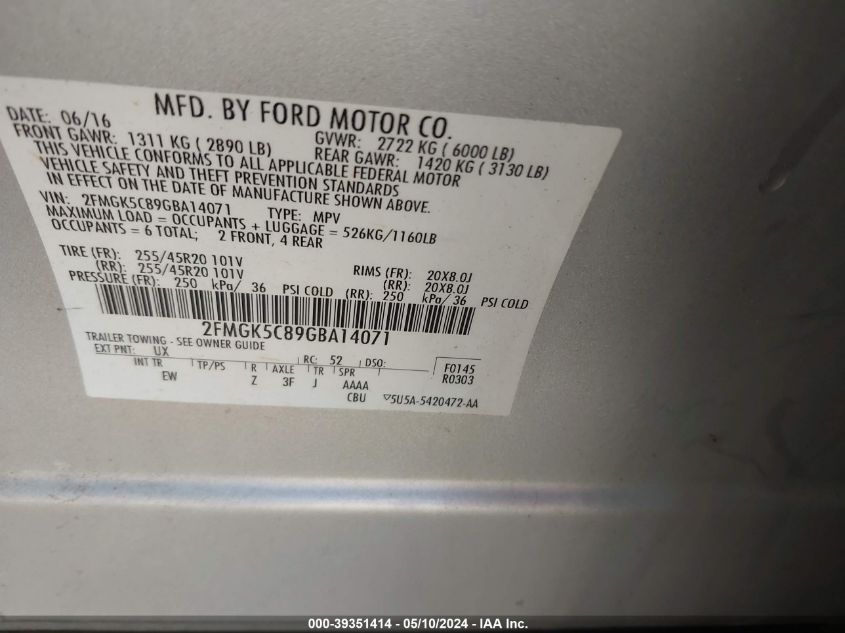 MFD. BY FORD MOTOR CO.
DATE: 06/16 GVWR: 2722 KG ( 6000 LB)
FRONT GAWR: 1311 KG ( 2890 LB) REAR GAWR: 1420 KG ( 3130 LB)
THIS VEHICLE CONFORMS TO ALL APPLICABLE FEDERAL MOTOR
VEHICLE SAFETY AND THEFT PREVENTION STANDARDS
IN EFFECT ON THE DATE OF MANUFACTURE SHOWN ABOVE.
VIN: 2FMGK5C89GBA14071 TYPE: MPV
MAXIMUM LOAD = OCCUPANTS + LUGGAGE = 526KG/1160LB
OCCUPANTS = 6 TOTAL; 2 FRONT, 4 REAR
TIRE (FR): 255/45R20 101V RIMS (FR): 20X8.0J
(RR): 255/45R20 101V (RR): 20X8.0J
PRESSURE (FR): 250 kPa/ 36 PSI COLD (RR): 250 kPa/ 36 PSI COLD
2FMGK5C89GBA14071
TRAILER TOWING - SEE OWNER GUIDE
EXT PNT: UX RC: 52 DSO: F0145
INT TR TP/PS R AXLE TR SPR R0303
EW Z 3F J AAAA
CBU ▽5U5A-5420472-AA
000-39351414 — 05/10/2024 — IAA Inc.